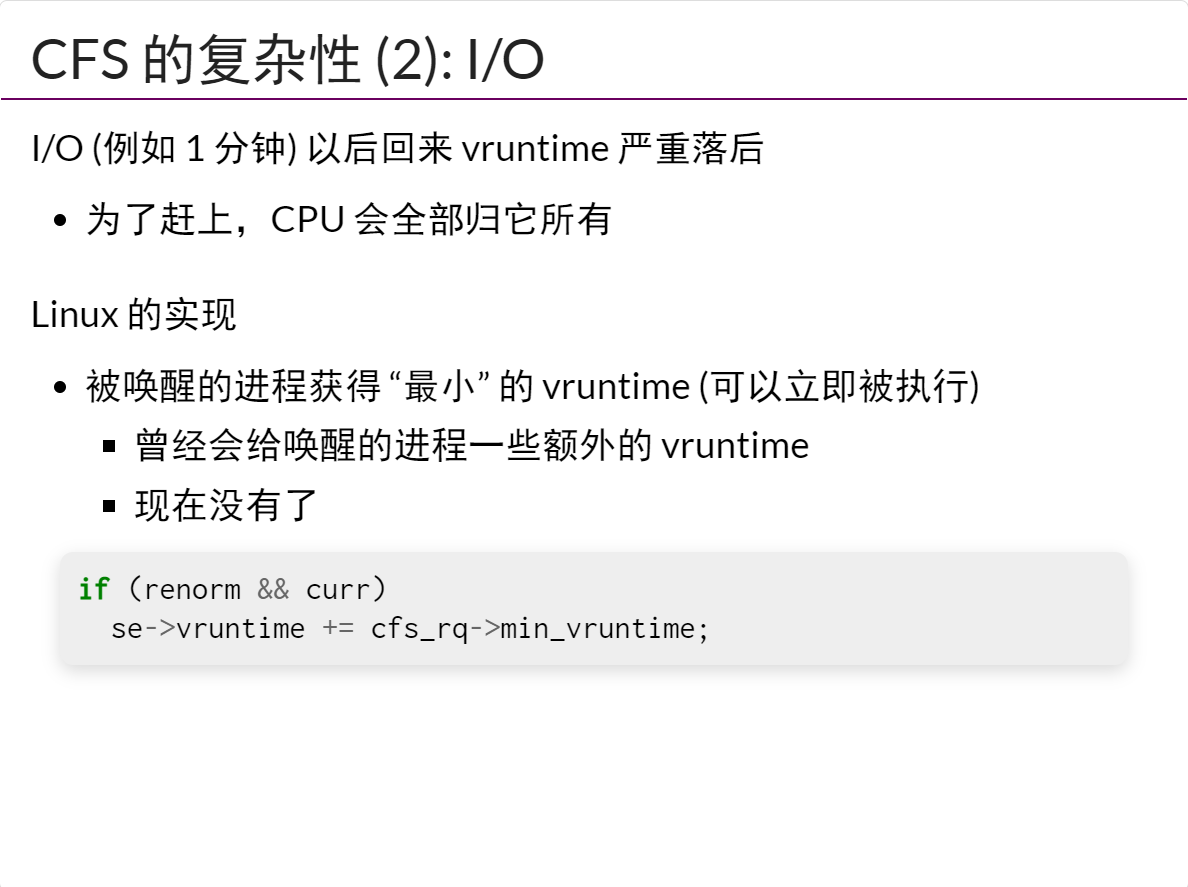 CFS 的复杂性 (2): I/O
I/O (例如 1 分钟) 以后回来 vruntime 严重落后
• 为了赶上，CPU 会全部归它所有
Linux 的实现
• 被唤醒的进程获得 “最小” 的 vruntime (可以立即被执行)
▪ 曾经会给唤醒的进程一些额外的 vruntime
▪ 现在没有了
if (renorm && curr)
  se->vruntime += cfs_rq->min_vruntime;